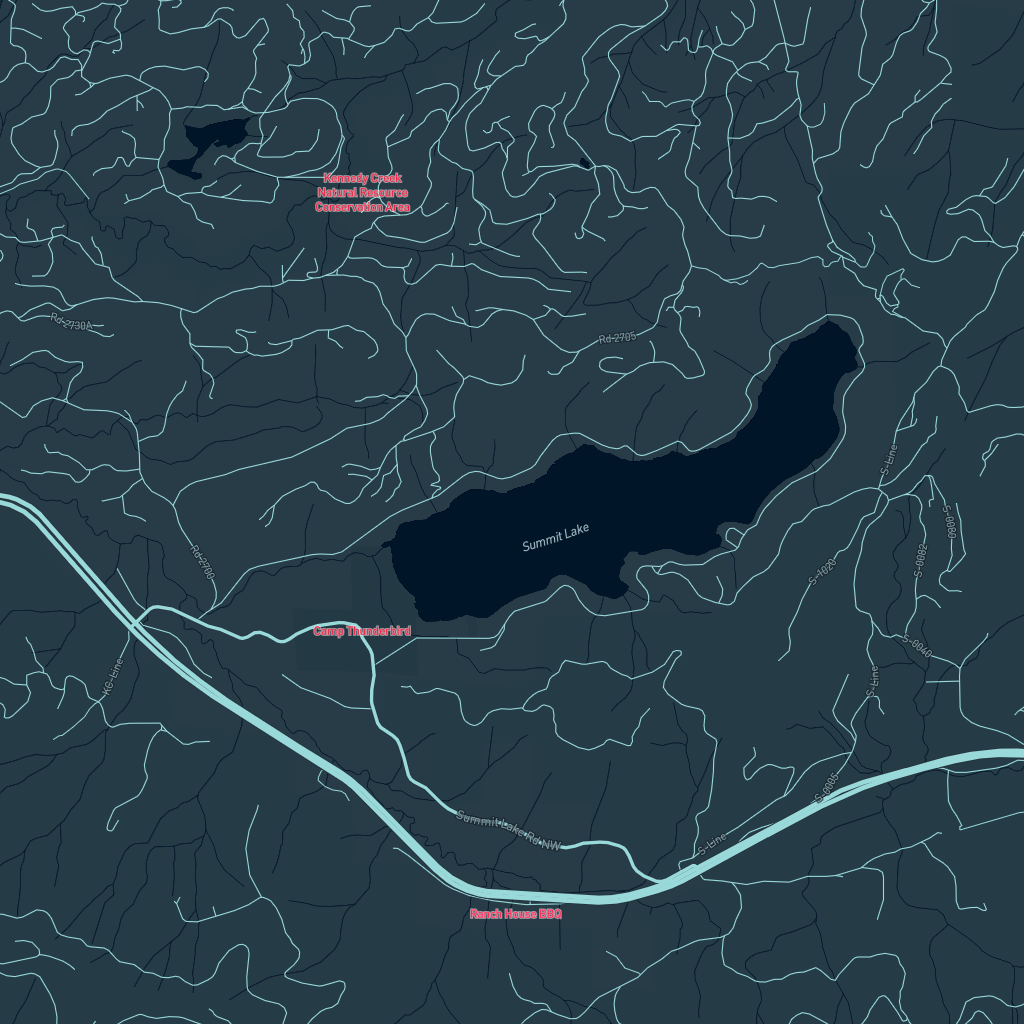 Kennedy Creek
Natural Resource
Conservation Area
Rd 2730A
Rd 2705
S-Line
S-0080
Summit Lake
S-0082
Rd 2700
S-1020
Camp Thunderbird
S-0040
KC-Line
S-Line
S-0005
Summit Lake Rd NW
S-Line
Ranch House BBQ